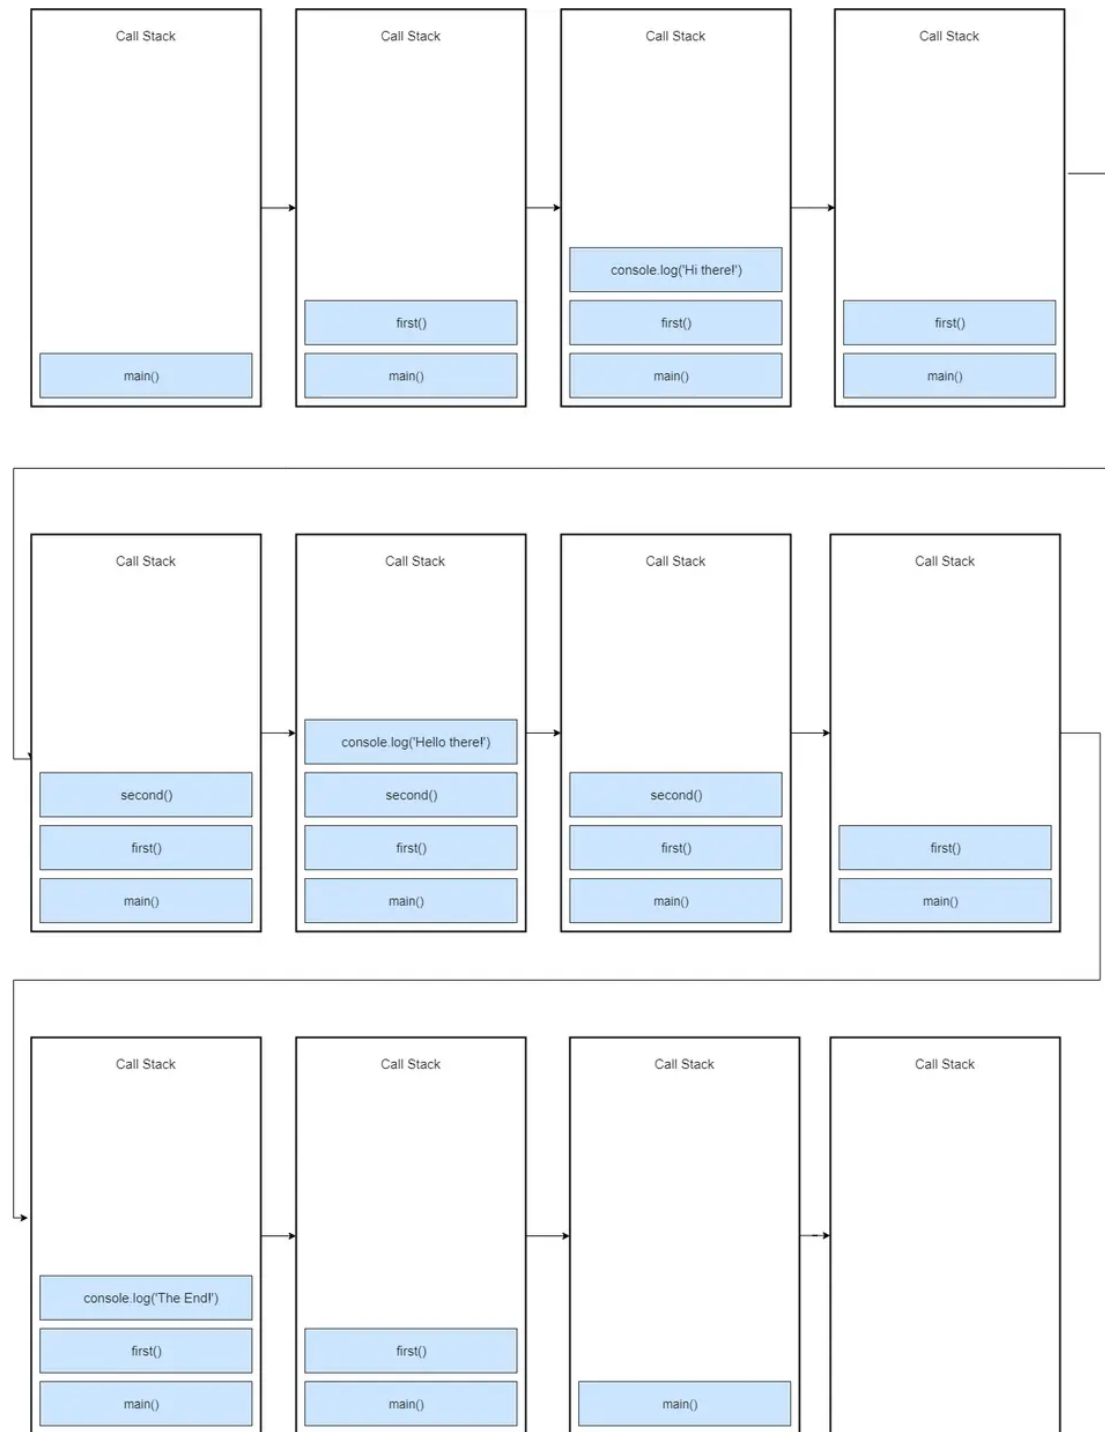 Call Stack
main()
Call Stack
first()
main()
Call Stack
console.log('Hi there!')
first()
main()
Call Stack
first()
main()
Call Stack
second()
first()
main()
Call Stack
console.log('Hello there!')
second()
first()
main()
Call Stack
second()
first()
main()
Call Stack
first()
main()
Call Stack
console.log('The End!')
first()
main()
Call Stack
first()
main()
Call Stack
main()
Call Stack